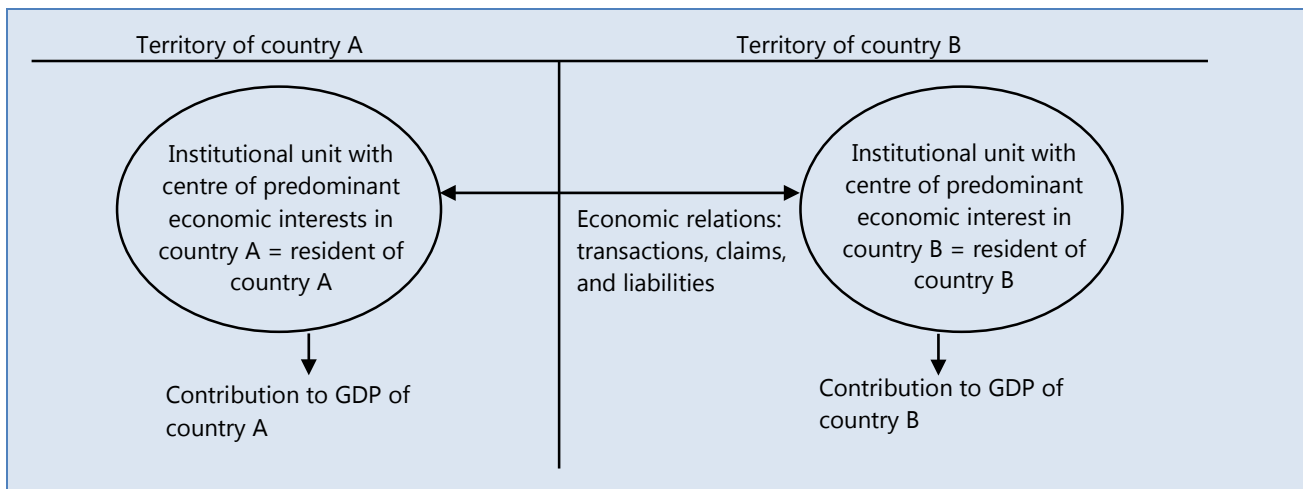 Territory of country A
Territory of country B
Institutional unit with
centre of predominant
economic interests in
country A = resident of
country A
Economic relations:
transactions, claims,
and liabilities
Institutional unit with
centre of predominant
economic interest in
country B = resident of
country B
Contribution to GDP of
country A
Contribution to GDP of
country B